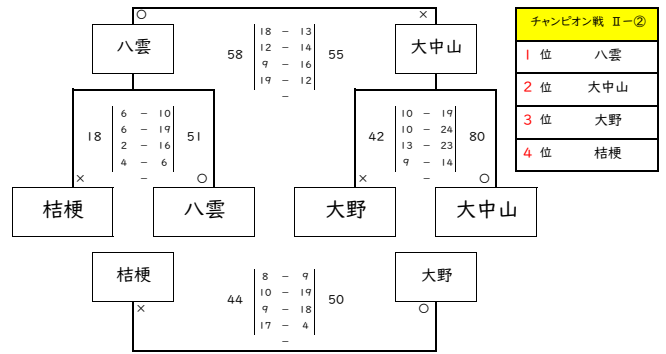 ○ ×
八雲 58 18 － 13 55 大中山
12 － 14
9 － 16
19 － 12
－
チャンピオン戦 Ⅱー②
1 位 八雲
2 位 大中山
3 位 大野
4 位 桔梗
18 6 － 10 51
6 － 19
2 － 16
4 － 6
－
× ○
桔梗 八雲
42 10 － 19 80
10 － 24
13 － 23
9 － 14
－
× ○
大野 大中山
桔梗 44 8 － 9 50 大野
10 － 19
9 － 18
17 － 4
－
× ○